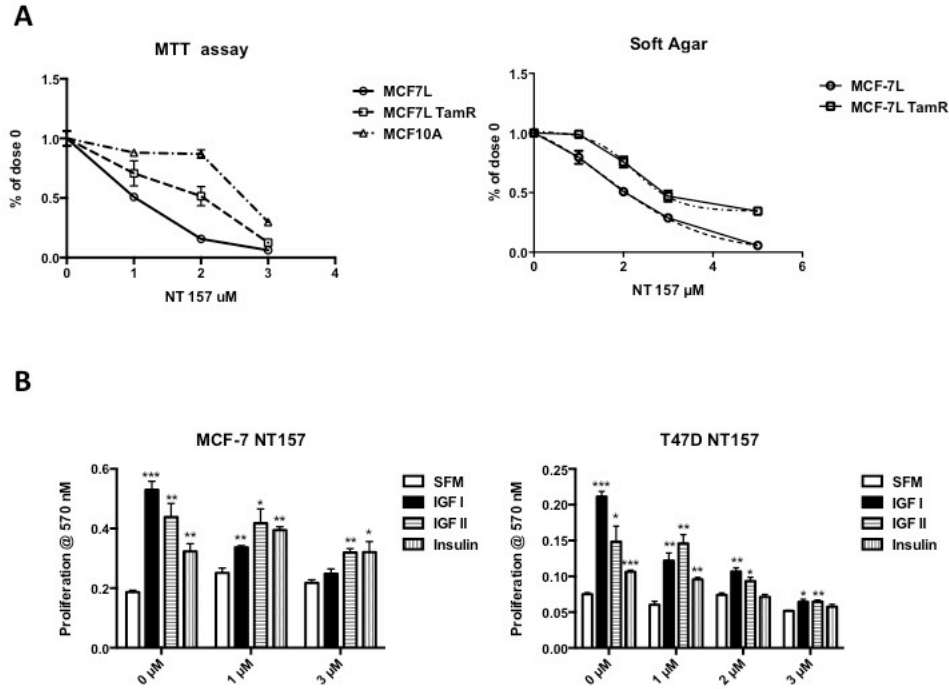 A
MTT assay
Soft Agar
1.5
1.0
0.5
0.0
% of dose 0
0
1
2
3
4
NT 157 uM
MCF7L
MCF7L TamR
MCF10A
1.5
1.0
0.5
0.0
% of dose 0
0
2
4
6
NT 157 µM
MCF-7L
MCF-7L TamR
B
MCF-7 NT157
T47D NT157
0.6
0.4
0.2
0.0
Proliferation @ 570 nM
***
**
**
**
*
**
**
*
0 µM
1 µM
3 µM
SFM
IGF I
IGF II
Insulin
0.25
0.20
0.15
0.10
0.05
0.00
Proliferation @ 570 nM
***
*
***
**
**
**
**
*
*
**
0 µM
1 µM
2 µM
3 µM
SFM
IGF I
IGF II
Insulin